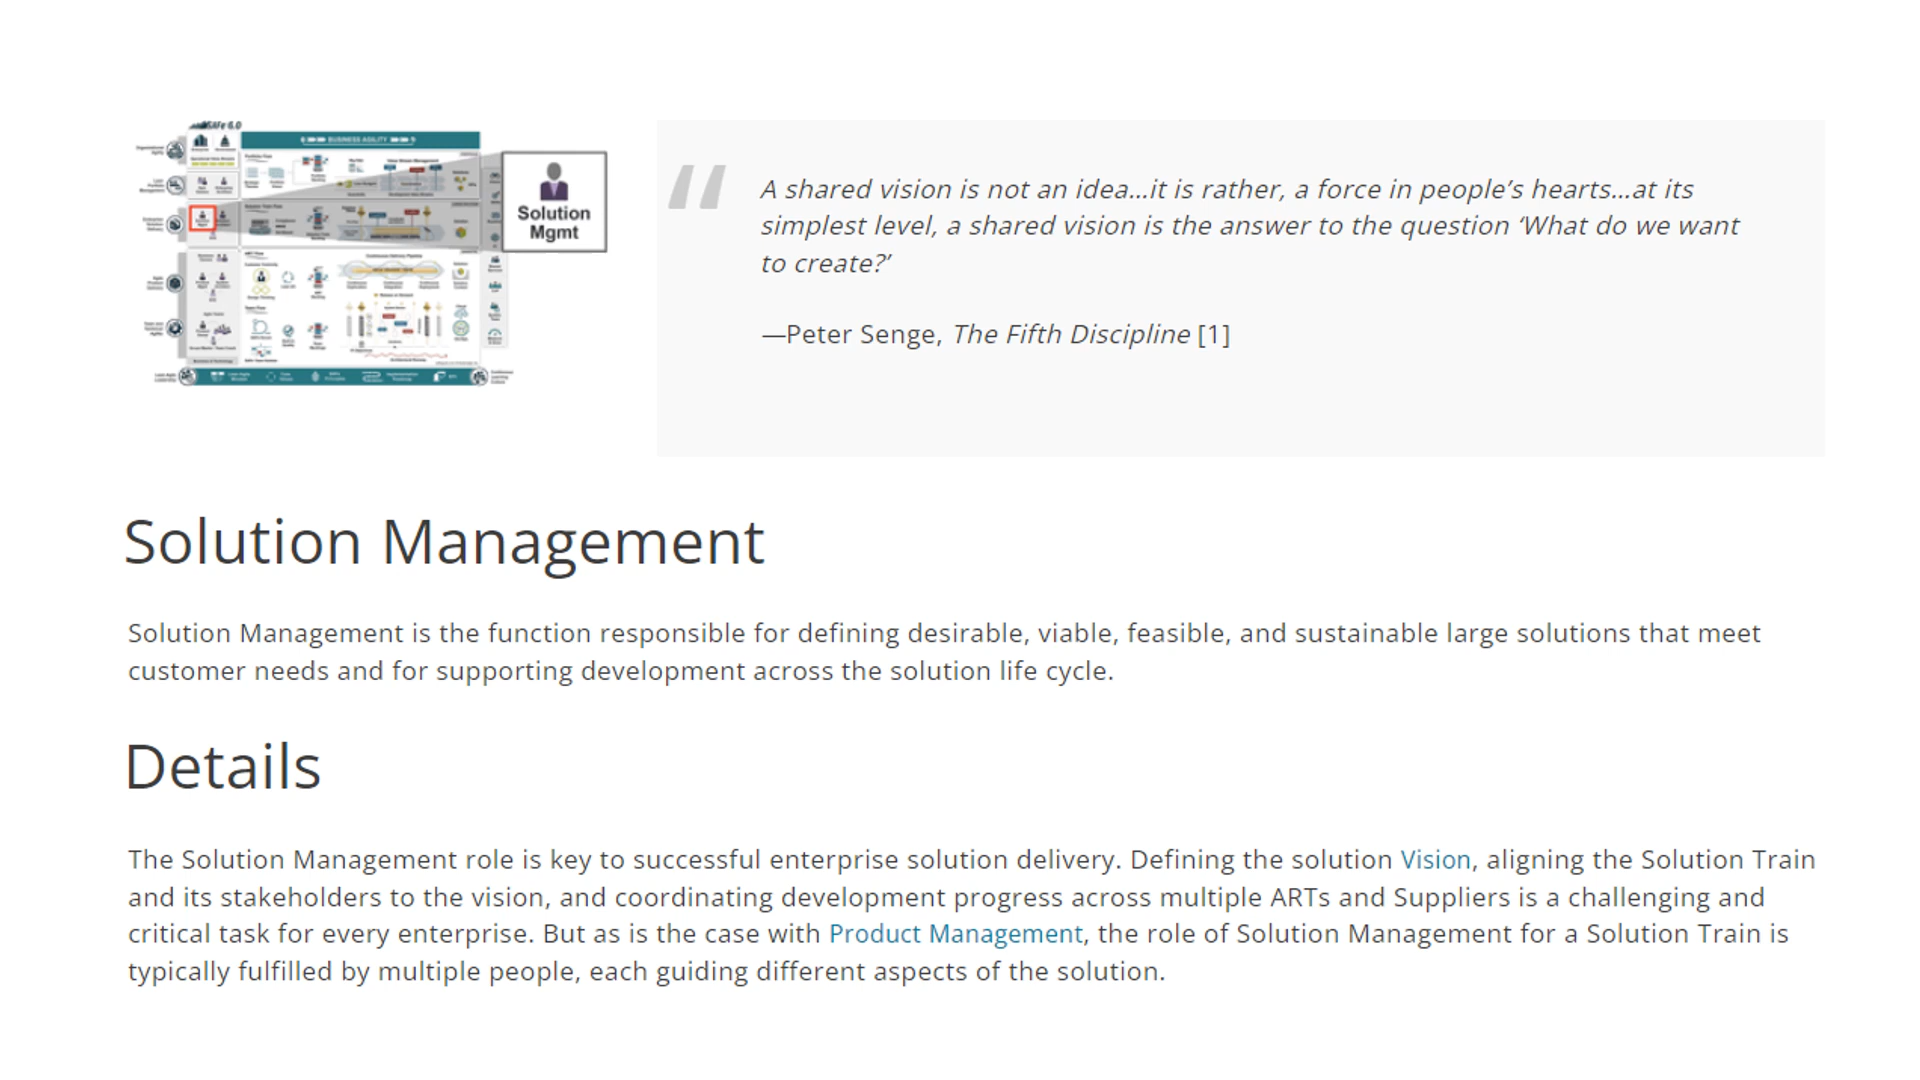 SAFe 6.0
BUSINESS AGILITY
Solution
Mgmt
A shared vision is not an idea...it is rather, a force in people’s hearts...at its
simplest level, a shared vision is the answer to the question ‘What do we want
to create?’
—Peter Senge, The Fifth Discipline [1]
Solution Management
Solution Management is the function responsible for defining desirable, viable, feasible, and sustainable large solutions that meet
customer needs and for supporting development across the solution life cycle.
Details
The Solution Management role is key to successful enterprise solution delivery. Defining the solution Vision, aligning the Solution Train
and its stakeholders to the vision, and coordinating development progress across multiple ARTs and Suppliers is a challenging and
critical task for every enterprise. But as is the case with Product Management, the role of Solution Management for a Solution Train is
typically fulfilled by multiple people, each guiding different aspects of the solution.